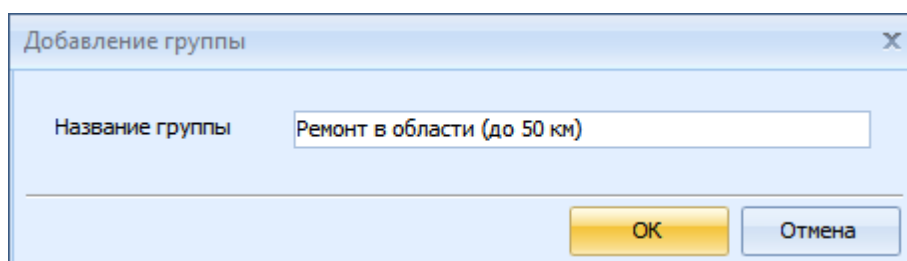 Добавление группы
Название группы Ремонт в области (до 50 км)
OK Отмена